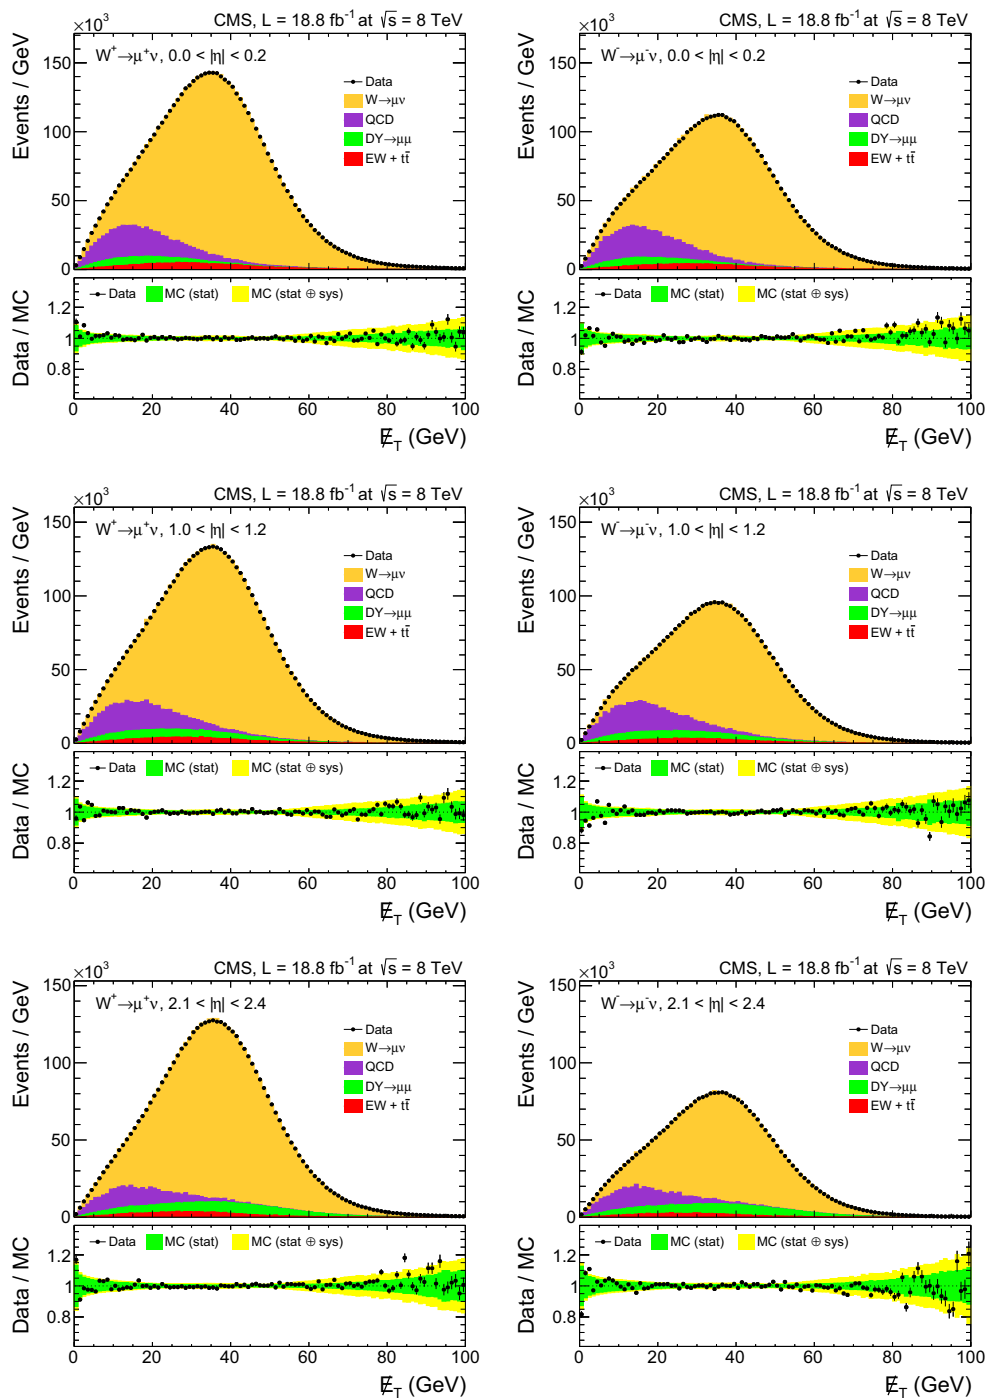 ×10³
CMS, L = 18.8 fb⁻¹ at √s = 8 TeV
W⁺→μ⁺ν, 0.0 < |η| < 0.2
Data
W→μν
QCD
DY→μμ
EW + tt̄
Events / GeV
150
100
50
0
Data
MC (stat)
MC (stat ⊕ sys)
Data / MC
1.2
1
0.8
0 20 40 60 80 100
E̸_T (GeV)
×10³
CMS, L = 18.8 fb⁻¹ at √s = 8 TeV
W⁻→μ⁻ν, 0.0 < |η| < 0.2
Data
W→μν
QCD
DY→μμ
EW + tt̄
Events / GeV
150
100
50
0
Data
MC (stat)
MC (stat ⊕ sys)
Data / MC
1.2
1
0.8
0 20 40 60 80 100
E̸_T (GeV)
×10³
CMS, L = 18.8 fb⁻¹ at √s = 8 TeV
W⁺→μ⁺ν, 1.0 < |η| < 1.2
Data
W→μν
QCD
DY→μμ
EW + tt̄
Events / GeV
150
100
50
0
Data
MC (stat)
MC (stat ⊕ sys)
Data / MC
1.2
1
0.8
0 20 40 60 80 100
E̸_T (GeV)
×10³
CMS, L = 18.8 fb⁻¹ at √s = 8 TeV
W⁻→μ⁻ν, 1.0 < |η| < 1.2
Data
W→μν
QCD
DY→μμ
EW + tt̄
Events / GeV
150
100
50
0
Data
MC (stat)
MC (stat ⊕ sys)
Data / MC
1.2
1
0.8
0 20 40 60 80 100
E̸_T (GeV)
×10³
CMS, L = 18.8 fb⁻¹ at √s = 8 TeV
W⁺→μ⁺ν, 2.1 < |η| < 2.4
Data
W→μν
QCD
DY→μμ
EW + tt̄
Events / GeV
150
100
50
0
Data
MC (stat)
MC (stat ⊕ sys)
Data / MC
1.2
1
0.8
0 20 40 60 80 100
E̸_T (GeV)
×10³
CMS, L = 18.8 fb⁻¹ at √s = 8 TeV
W⁻→μ⁻ν, 2.1 < |η| < 2.4
Data
W→μν
QCD
DY→μμ
EW + tt̄
Events / GeV
150
100
50
0
Data
MC (stat)
MC (stat ⊕ sys)
Data / MC
1.2
1
0.8
0 20 40 60 80 100
E̸_T (GeV)